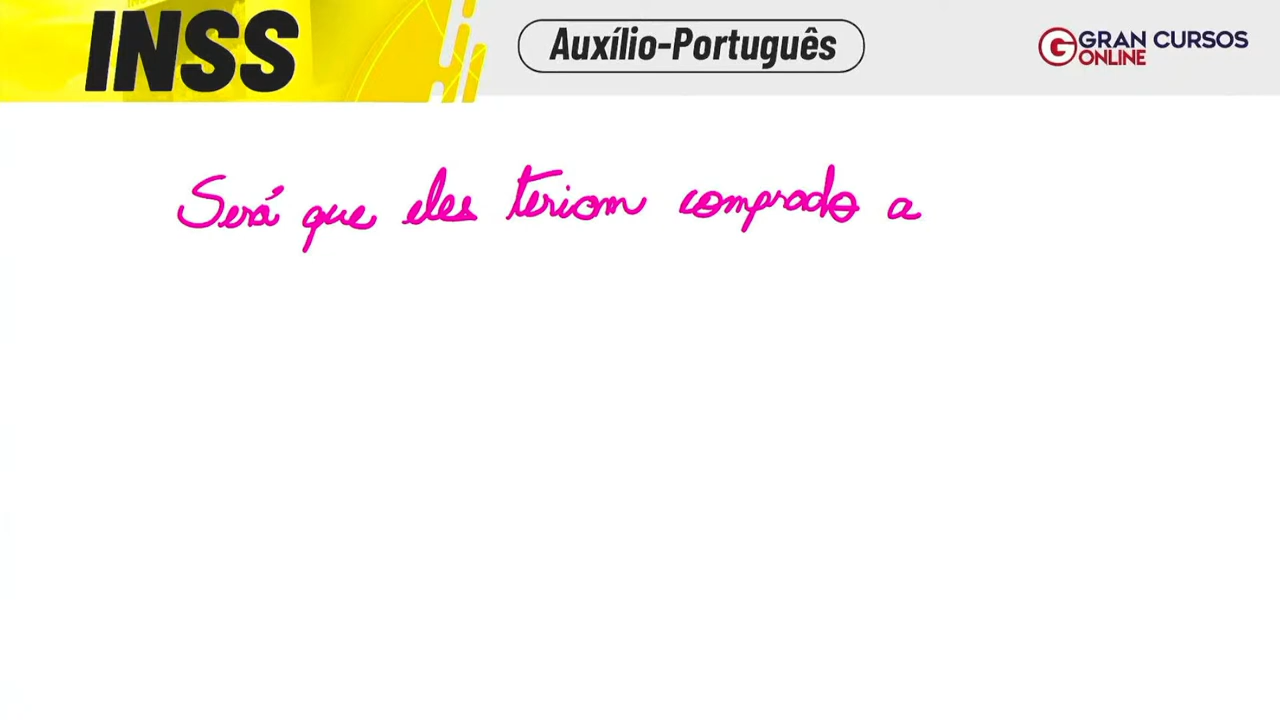 INSS
Auxílio-Português
GRAN CURSOS
ONLINE
Será que eles teriam comprado a